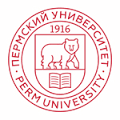 ПЕРМСКИЙ УНИВЕРСИТЕТ
1916
PERM UNIVERSITY